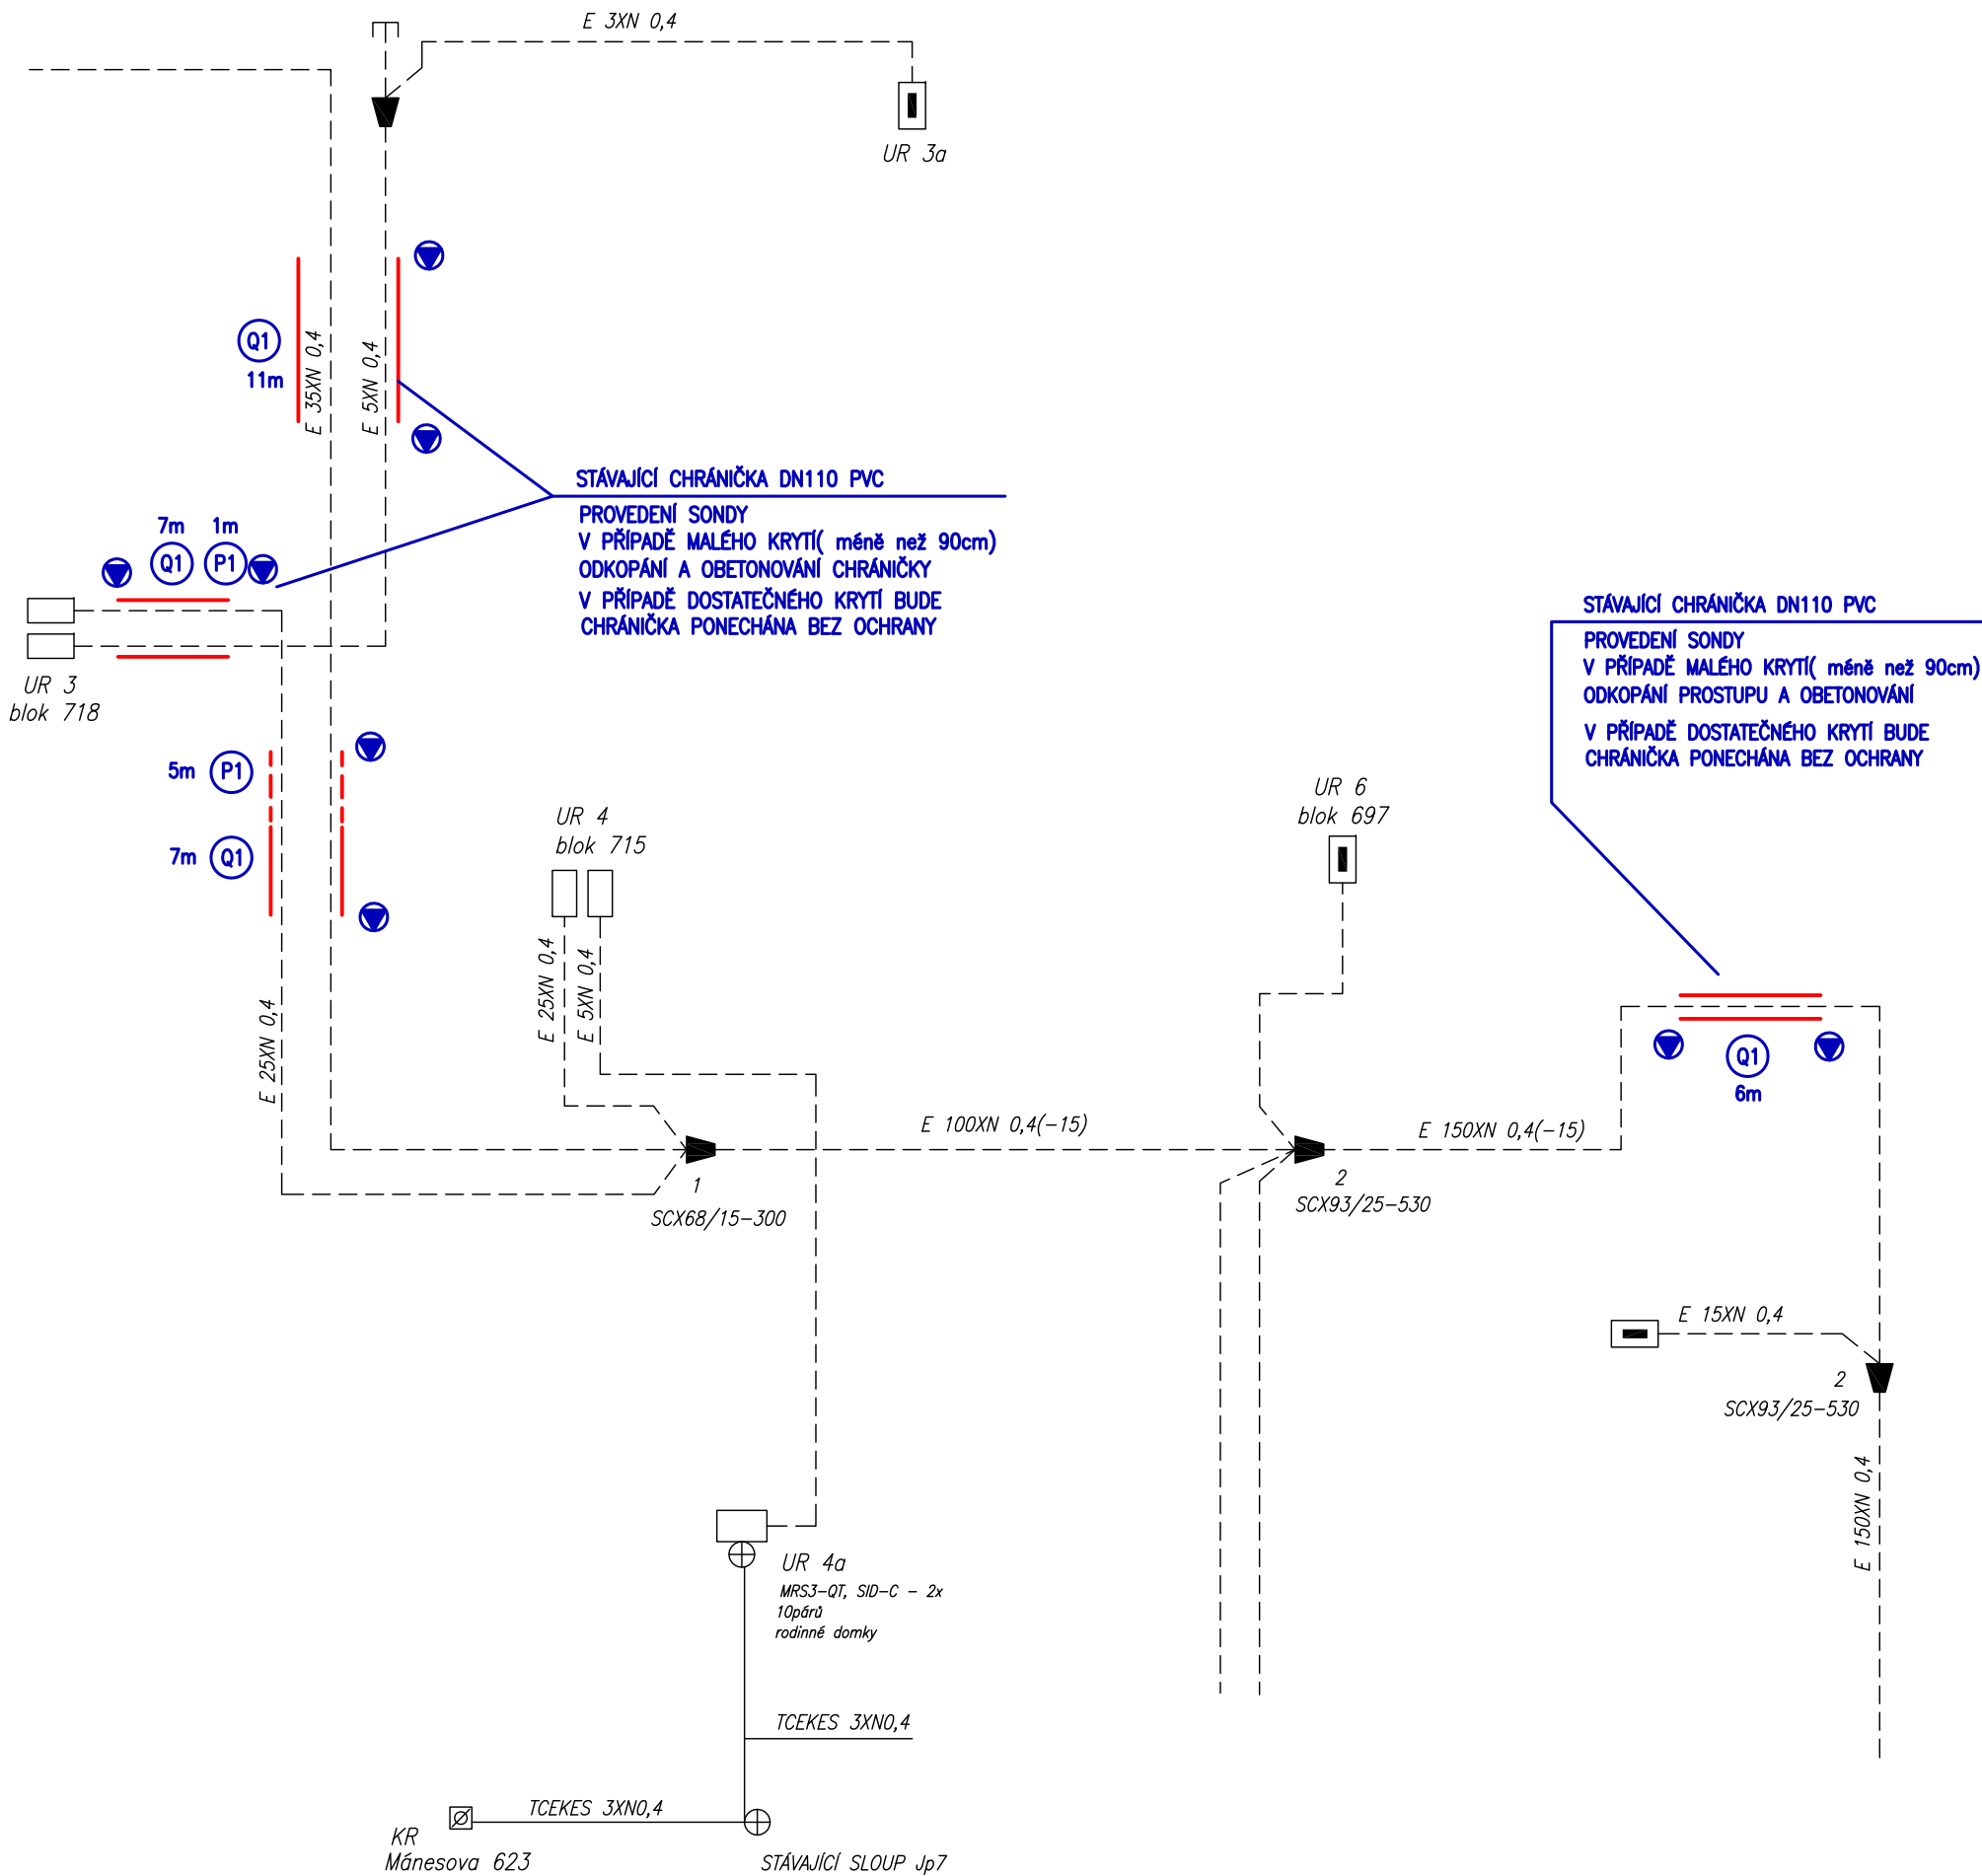 E 3XN 0,4
UR 3a
E 35XN 0,4
E 5XN 0,4
Q1
11m
STÁVAJÍCÍ CHRÁNIČKA DN110 PVC
PROVEDENÍ SONDY
V PŘÍPADĚ MALÉHO KRYTÍ( méně než 90cm)
ODKOPÁNÍ A OBETONOVÁNÍ CHRÁNIČKY
V PŘÍPADĚ DOSTATEČNÉHO KRYTÍ BUDE
CHRÁNIČKA PONECHÁNA BEZ OCHRANY
7m 1m
Q1 P1
UR 3
blok 718
5m P1
7m Q1
STÁVAJÍCÍ CHRÁNIČKA DN110 PVC
PROVEDENÍ SONDY
V PŘÍPADĚ MALÉHO KRYTÍ( méně než 90cm)
ODKOPÁNÍ PROSTUPU A OBETONOVÁNÍ
V PŘÍPADĚ DOSTATEČNÉHO KRYTÍ BUDE
CHRÁNIČKA PONECHÁNA BEZ OCHRANY
UR 4
blok 715
UR 6
blok 697
E 25XN 0,4
E 25XN 0,4
E 5XN 0,4
Q1
6m
E 100XN 0,4(-15)
E 150XN 0,4(-15)
1
SCX68/15-300
2
SCX93/25-530
E 15XN 0,4
2
SCX93/25-530
E 150XN 0,4
UR 4a
MRS3-QT, SID-C - 2x
10párů
rodinné domky
TCEKES 3XN0,4
TCEKES 3XN0,4
KR
Mánesova 623
STÁVAJÍCÍ SLOUP Jp7